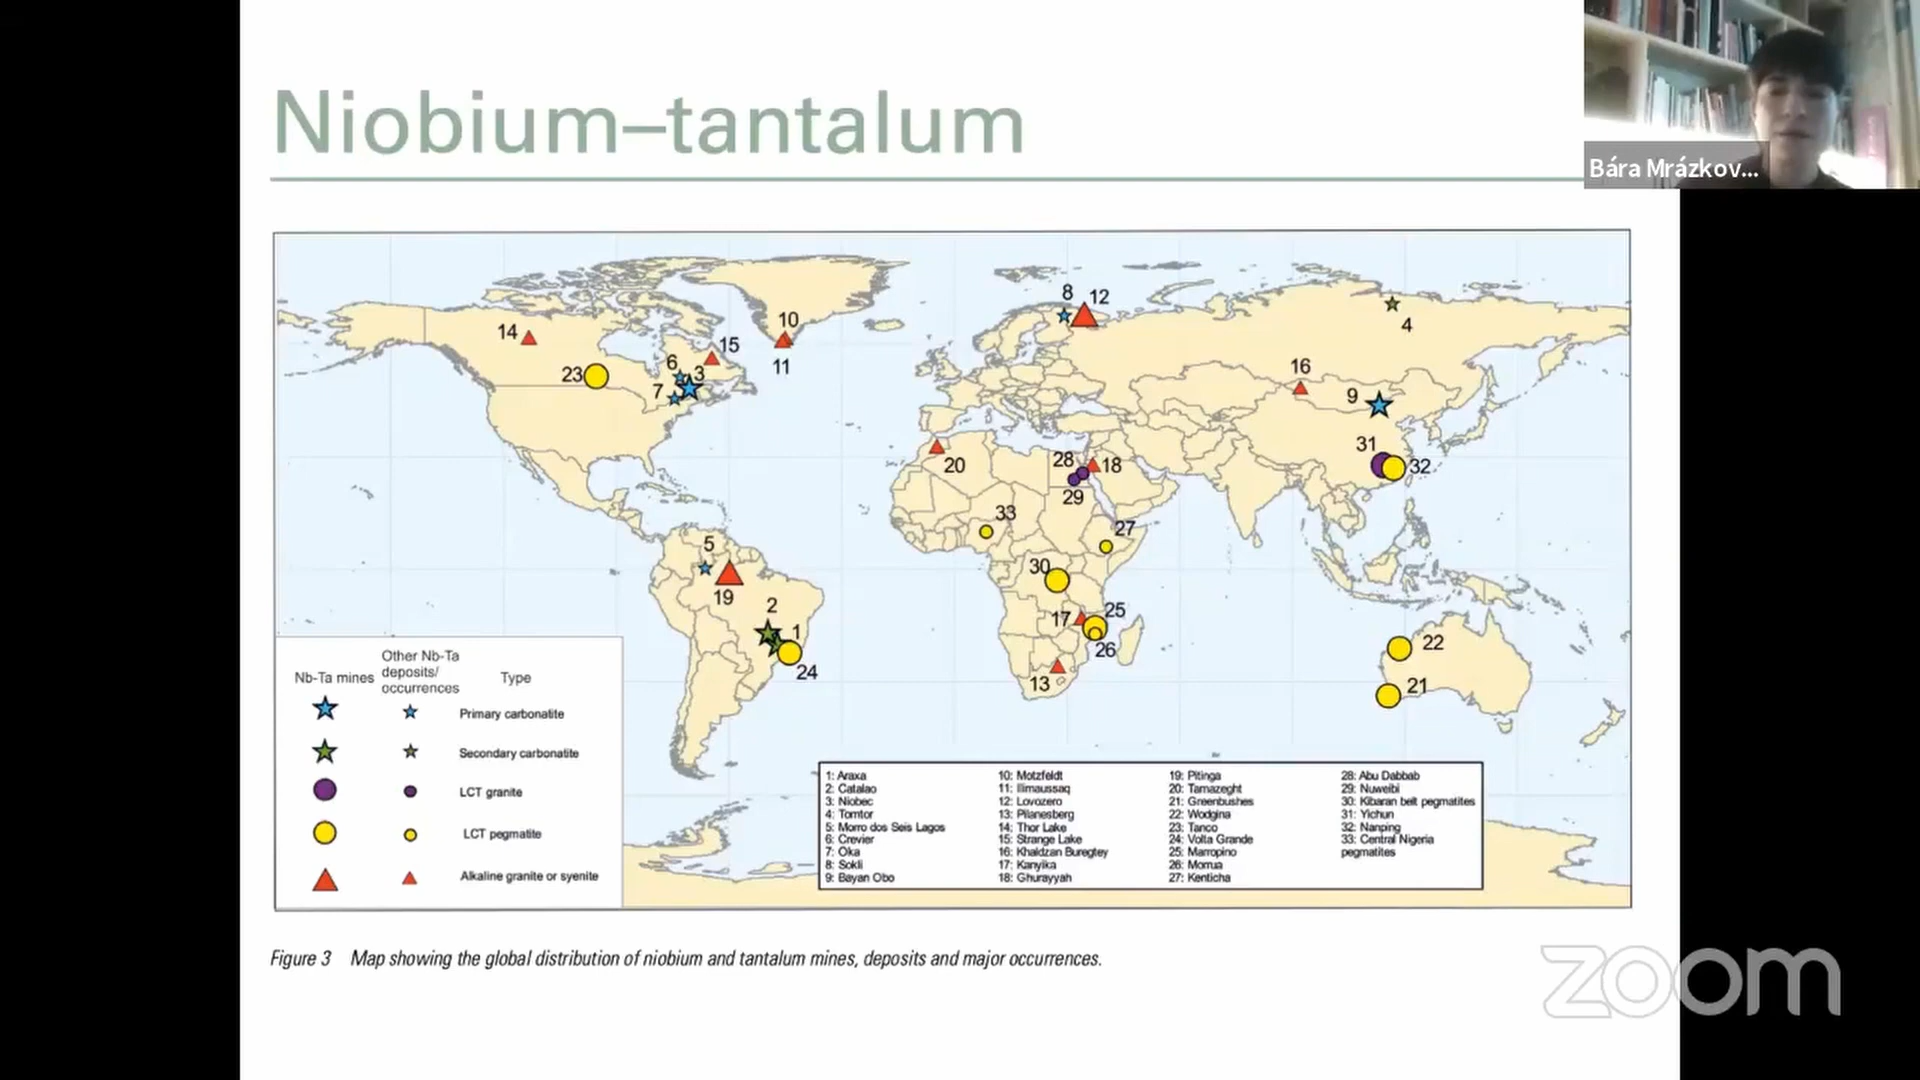 Niobium–tantalum
Bára Mrázkov...
8
12
10
14
4
15
11
6
3
16
23
7
9
31
28
18
32
20
29
33
27
5
30
19
2
25
17
1
22
26
24
13
21
Nb-Ta mines
Other Nb-Ta
deposits/
occurrences
Type
Primary carbonatite
Secondary carbonatite
LCT granite
LCT pegmatite
Alkaline granite or syenite
1: Araxa
2: Catalao
3: Niobec
4: Tomtor
5: Morro dos Seis Lagos
6: Crevier
7: Oka
8: Sokli
9: Bayan Obo
10: Motzfeldt
11: Ilimaussaq
12: Lovozero
13: Pilanesberg
14: Thor Lake
15: Strange Lake
16: Khaldzan Buregtey
17: Kanyika
18: Ghurayyah
19: Pitinga
20: Tamazeght
21: Greenbushes
22: Wodgina
23: Tanco
24: Volta Grande
25: Marropino
26: Morrua
27: Kenticha
28: Abu Dabbab
29: Nuweibi
30: Kibaran belt pegmatites
31: Yichun
32: Nanping
33: Central Nigeria
pegmatites
Figure 3 Map showing the global distribution of niobium and tantalum mines, deposits and major occurrences.
zoom